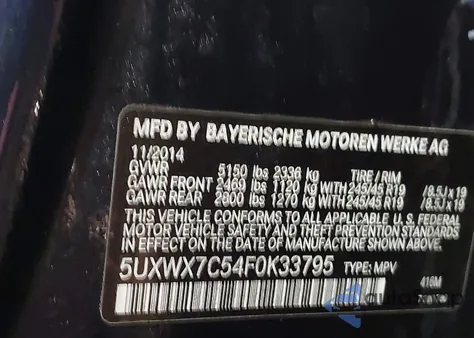 MFD BY BAYERISCHE MOTOREN WERKE AG
11/2014
GVWR 5150 lbs 2336 kg TIRE / RIM
GAWR FRONT 2469 lbs 1120 kg WITH 245/45 R19 /8.5J x 19
GAWR REAR 2800 lbs 1270 kg WITH 245/45 R19 /8.5J x 19
THIS VEHICLE CONFORMS TO ALL APPLICABLE U. S. FEDERAL
MOTOR VEHICLE SAFETY AND THEFT PREVENTION STANDARDS
IN EFFECT ON THE DATE OF MANUFACTURE SHOWN ABOVE.
5UXWX7C54F0K33795 TYPE: MPV
416M